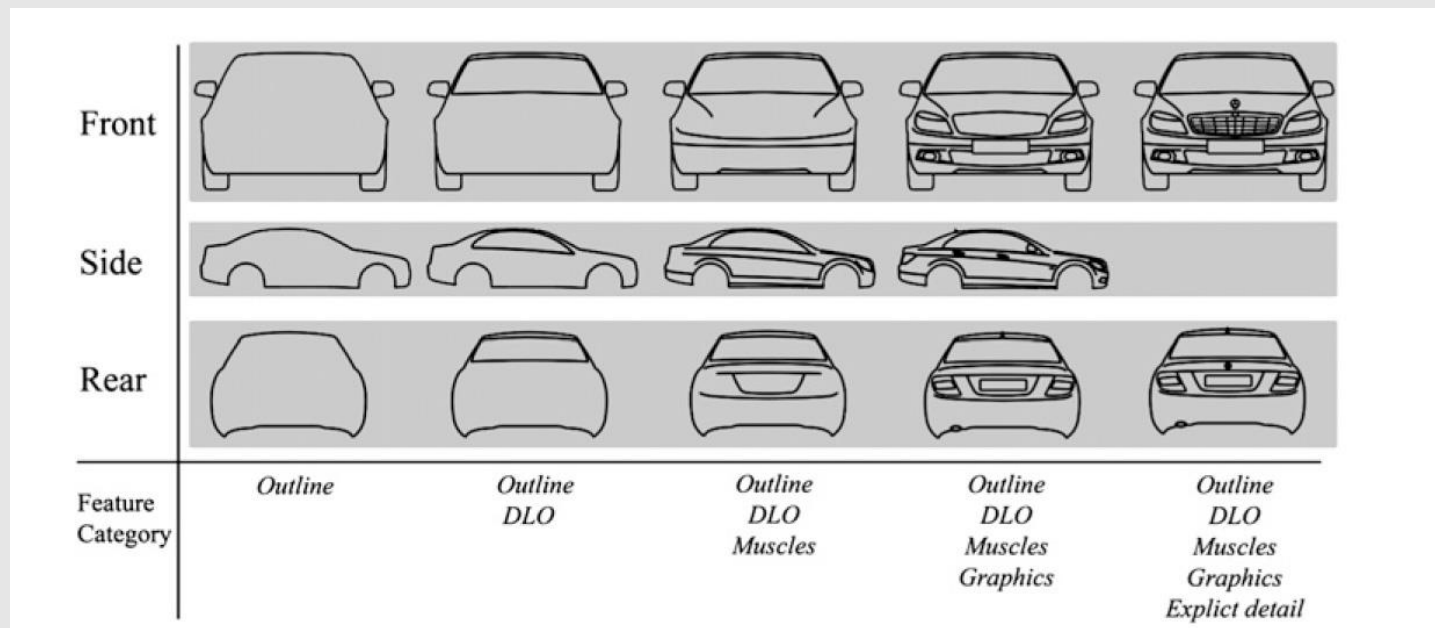 Front
Side
Rear
Feature
Category
Outline
Outline
DLO
Outline
DLO
Muscles
Outline
DLO
Muscles
Graphics
Outline
DLO
Muscles
Graphics
Explict detail